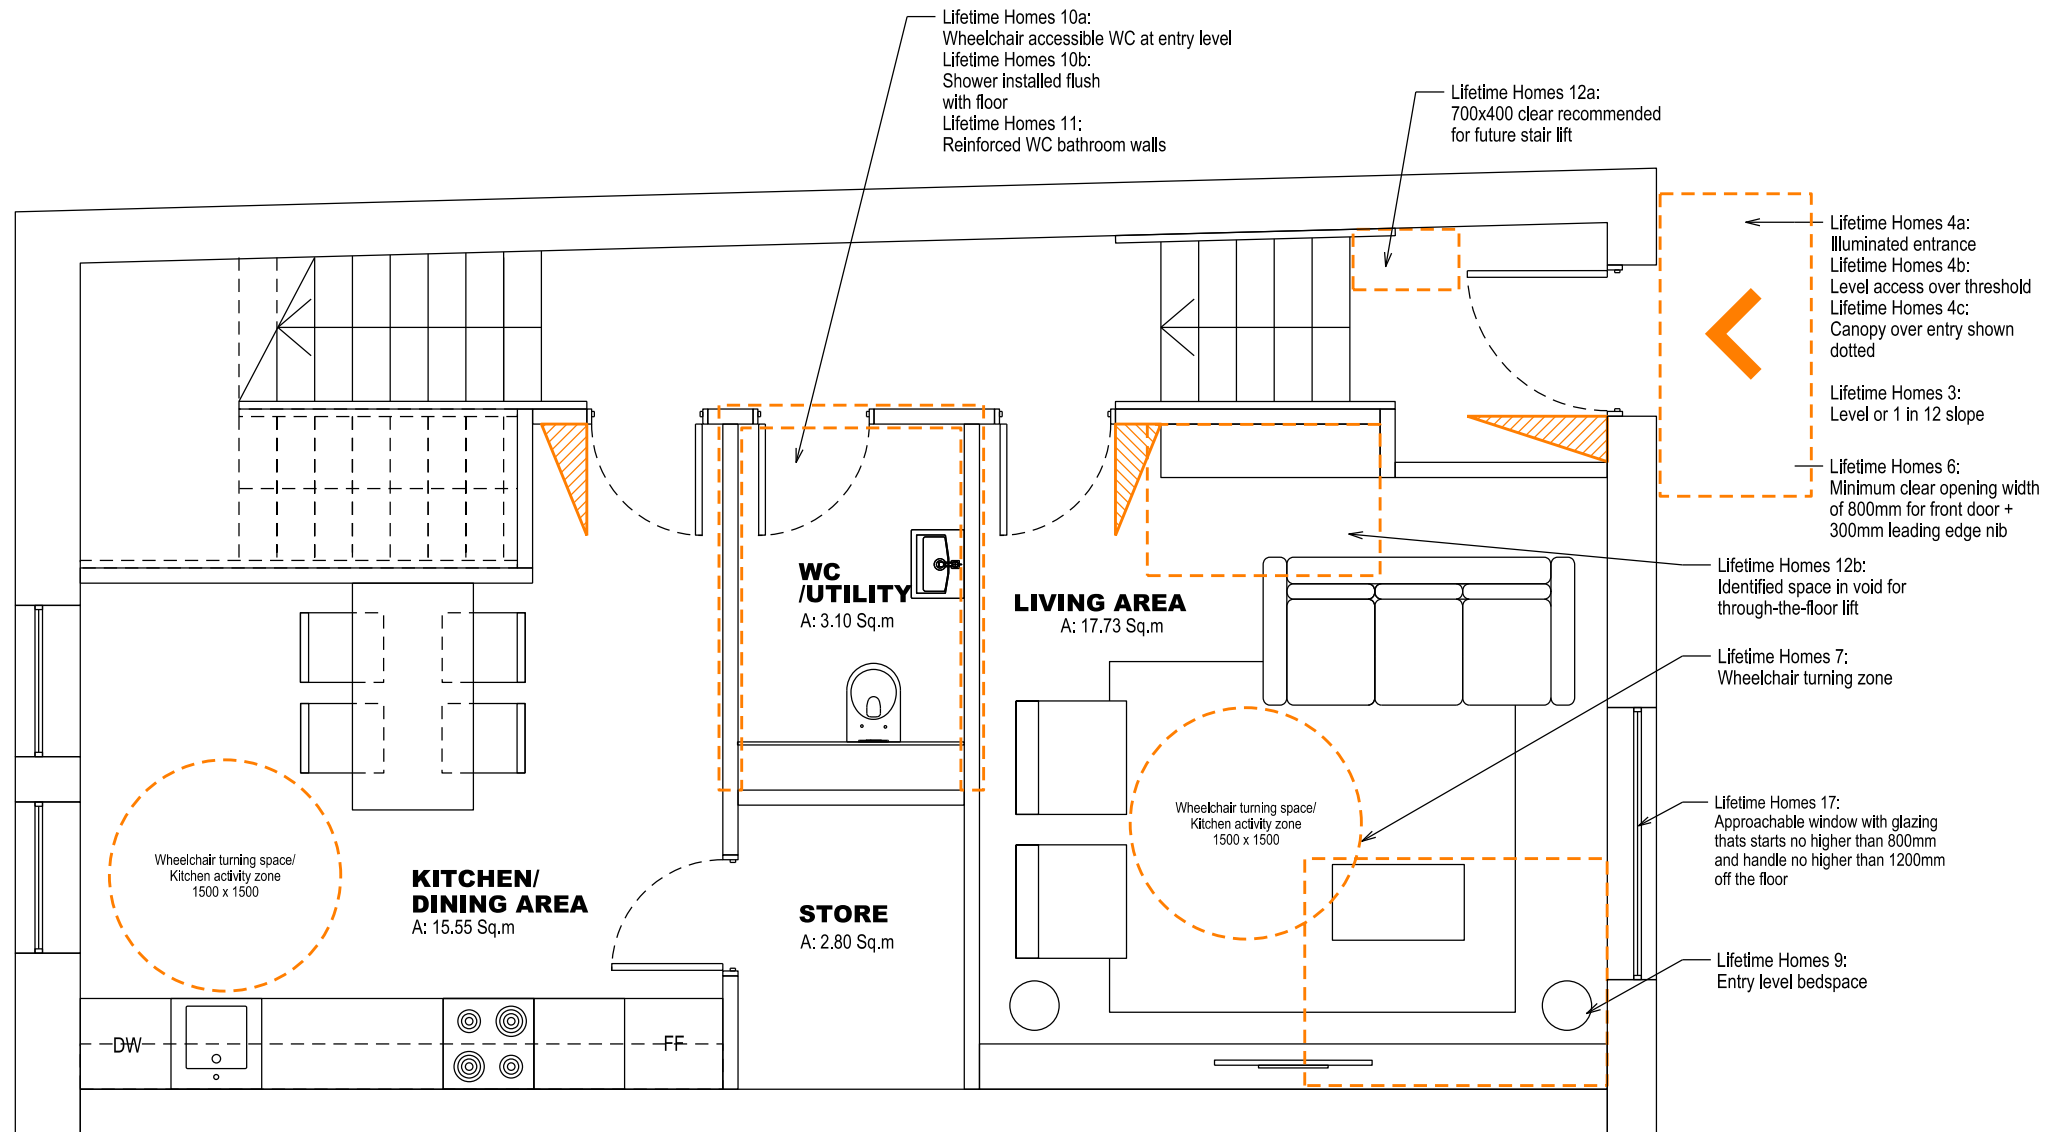 Lifetime Homes 10a:
Wheelchair accessible WC at entry level
Lifetime Homes 10b:
Shower installed flush
with floor
Lifetime Homes 11:
Reinforced WC bathroom walls
Lifetime Homes 12a:
700x400 clear recommended
for future stair lift
Lifetime Homes 4a:
Illuminated entrance
Lifetime Homes 4b:
Level access over threshold
Lifetime Homes 4c:
Canopy over entry shown
dotted
Lifetime Homes 3:
Level or 1 in 12 slope
Lifetime Homes 6:
Minimum clear opening width
of 800mm for front door +
300mm leading edge nib
Lifetime Homes 12b:
Identified space in void for
through-the-floor lift
Lifetime Homes 7:
Wheelchair turning zone
Lifetime Homes 17:
Approachable window with glazing
thats starts no higher than 800mm
and handle no higher than 1200mm
off the floor
Lifetime Homes 9:
Entry level bedspace
WC
/UTILITY
A: 3.10 Sq.m
LIVING AREA
A: 17.73 Sq.m
Wheelchair turning space/
Kitchen activity zone
1500 x 1500
Wheelchair turning space/
Kitchen activity zone
1500 x 1500
KITCHEN/
DINING AREA
A: 15.55 Sq.m
STORE
A: 2.80 Sq.m
DW
FF